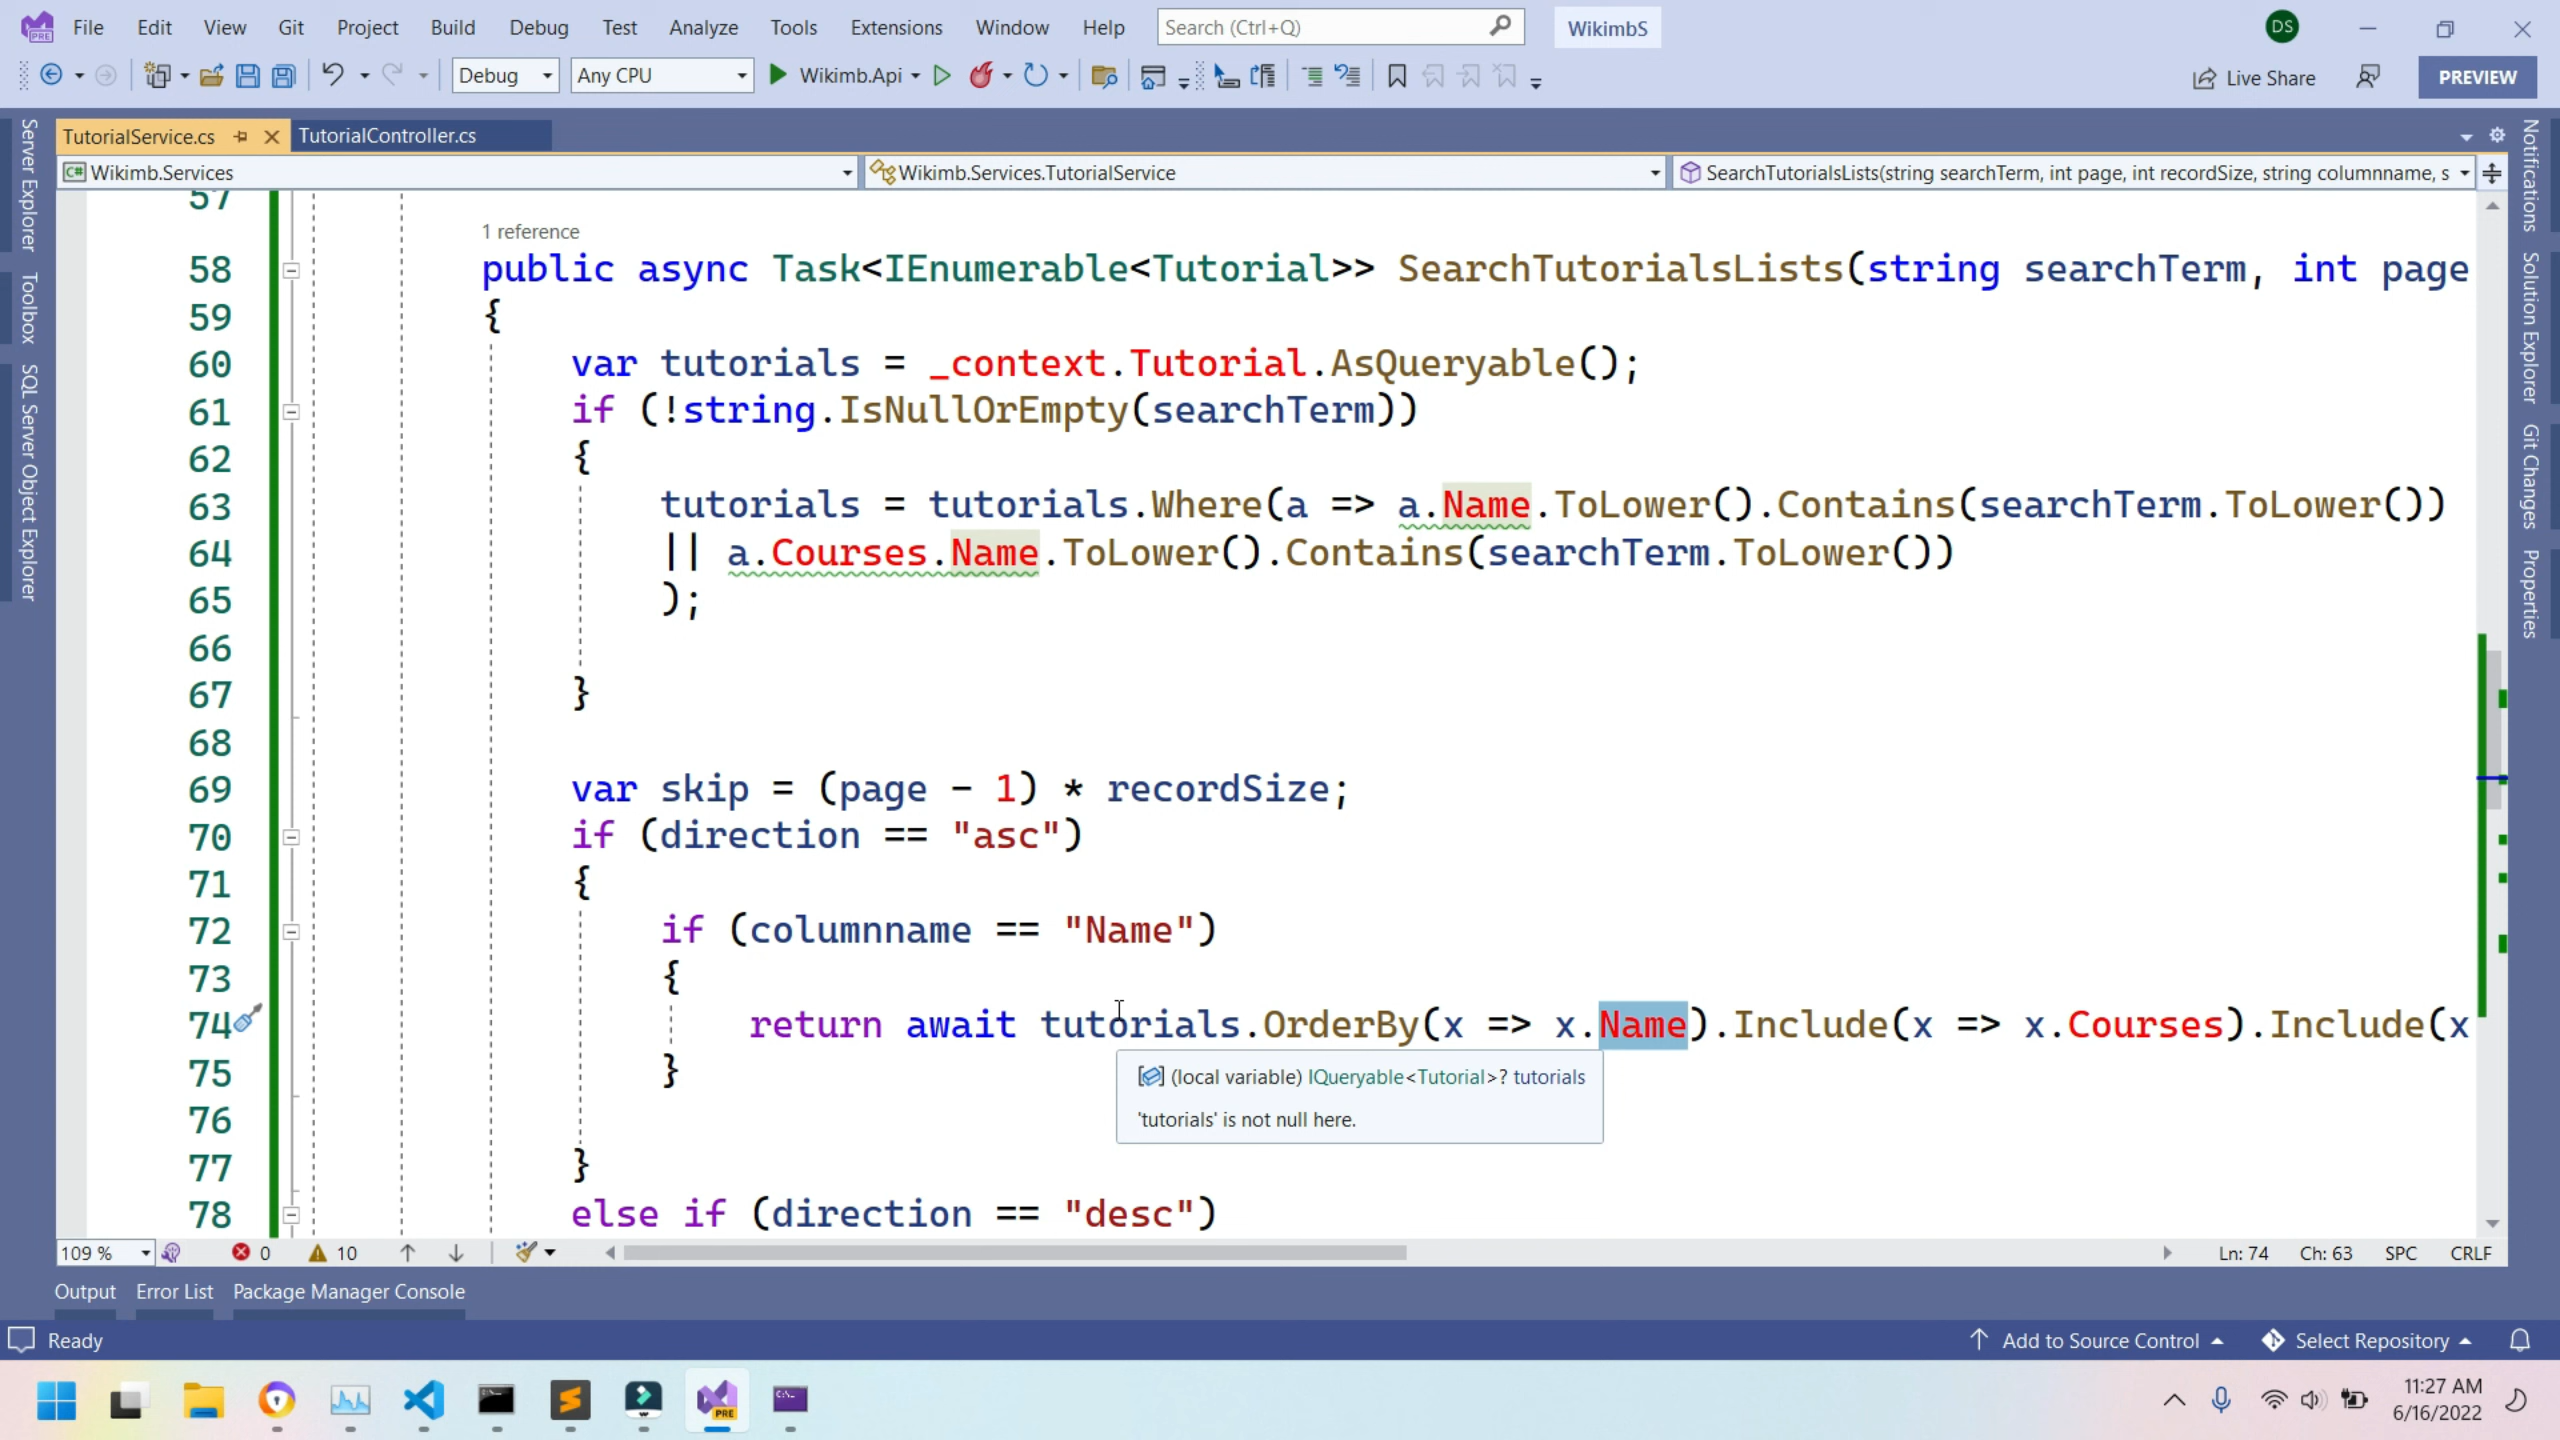 File Edit View Git Project Build Debug Test Analyze Tools Extensions Window Help Search (Ctrl+Q) WikimbS DS
Debug Any CPU Wikimb.Api Live Share PREVIEW
TutorialService.cs TutorialController.cs
C# Wikimb.Services Wikimb.Services.TutorialService SearchTutorialsLists(string searchTerm, int page, int recordSize, string columnname, s
Server Explorer
Toolbox
SQL Server Object Explorer
Notifications
Solution Explorer
Git Changes
Properties
57
1 reference
58 public async Task<IEnumerable<Tutorial>> SearchTutorialsLists(string searchTerm, int page
59 {
60 var tutorials = _context.Tutorial.AsQueryable();
61 if (!string.IsNullOrEmpty(searchTerm))
62 {
63 tutorials = tutorials.Where(a => a.Name.ToLower().Contains(searchTerm.ToLower())
64 || a.Courses.Name.ToLower().Contains(searchTerm.ToLower())
65 );
66
67 }
68
69 var skip = (page - 1) * recordSize;
70 if (direction == "asc")
71 {
72 if (columnname == "Name")
73 {
74 return await tutorials.OrderBy(x => x.Name).Include(x => x.Courses).Include(x
75 }
(local variable) IQueryable<Tutorial>? tutorials
'tutorials' is not null here.
76
77 }
78 else if (direction == "desc")
109 % 0 10 Ln: 74 Ch: 63 SPC CRLF
Output Error List Package Manager Console
Ready Add to Source Control Select Repository
PRE
11:27 AM
6/16/2022